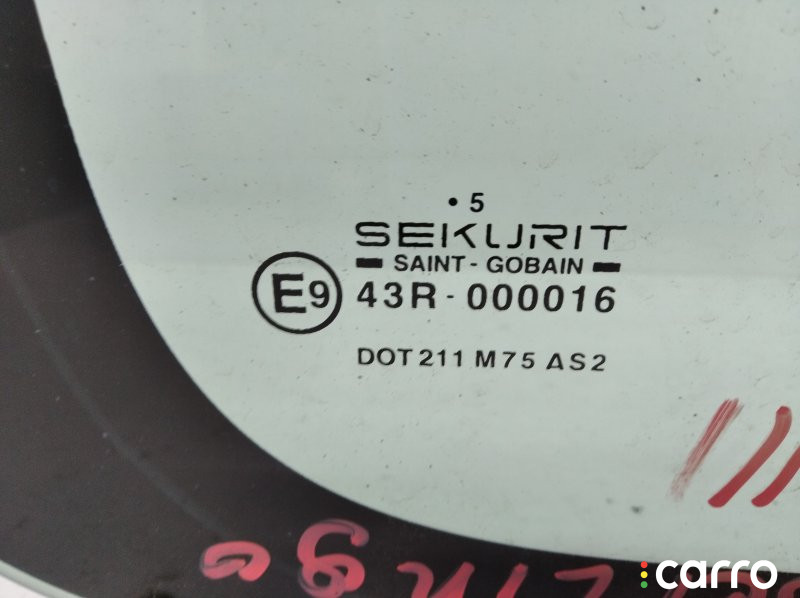 • 5
SEKURIT
SAINT - GOBAIN
E9 43R - 000016
DOT 211 M75 AS2
carro